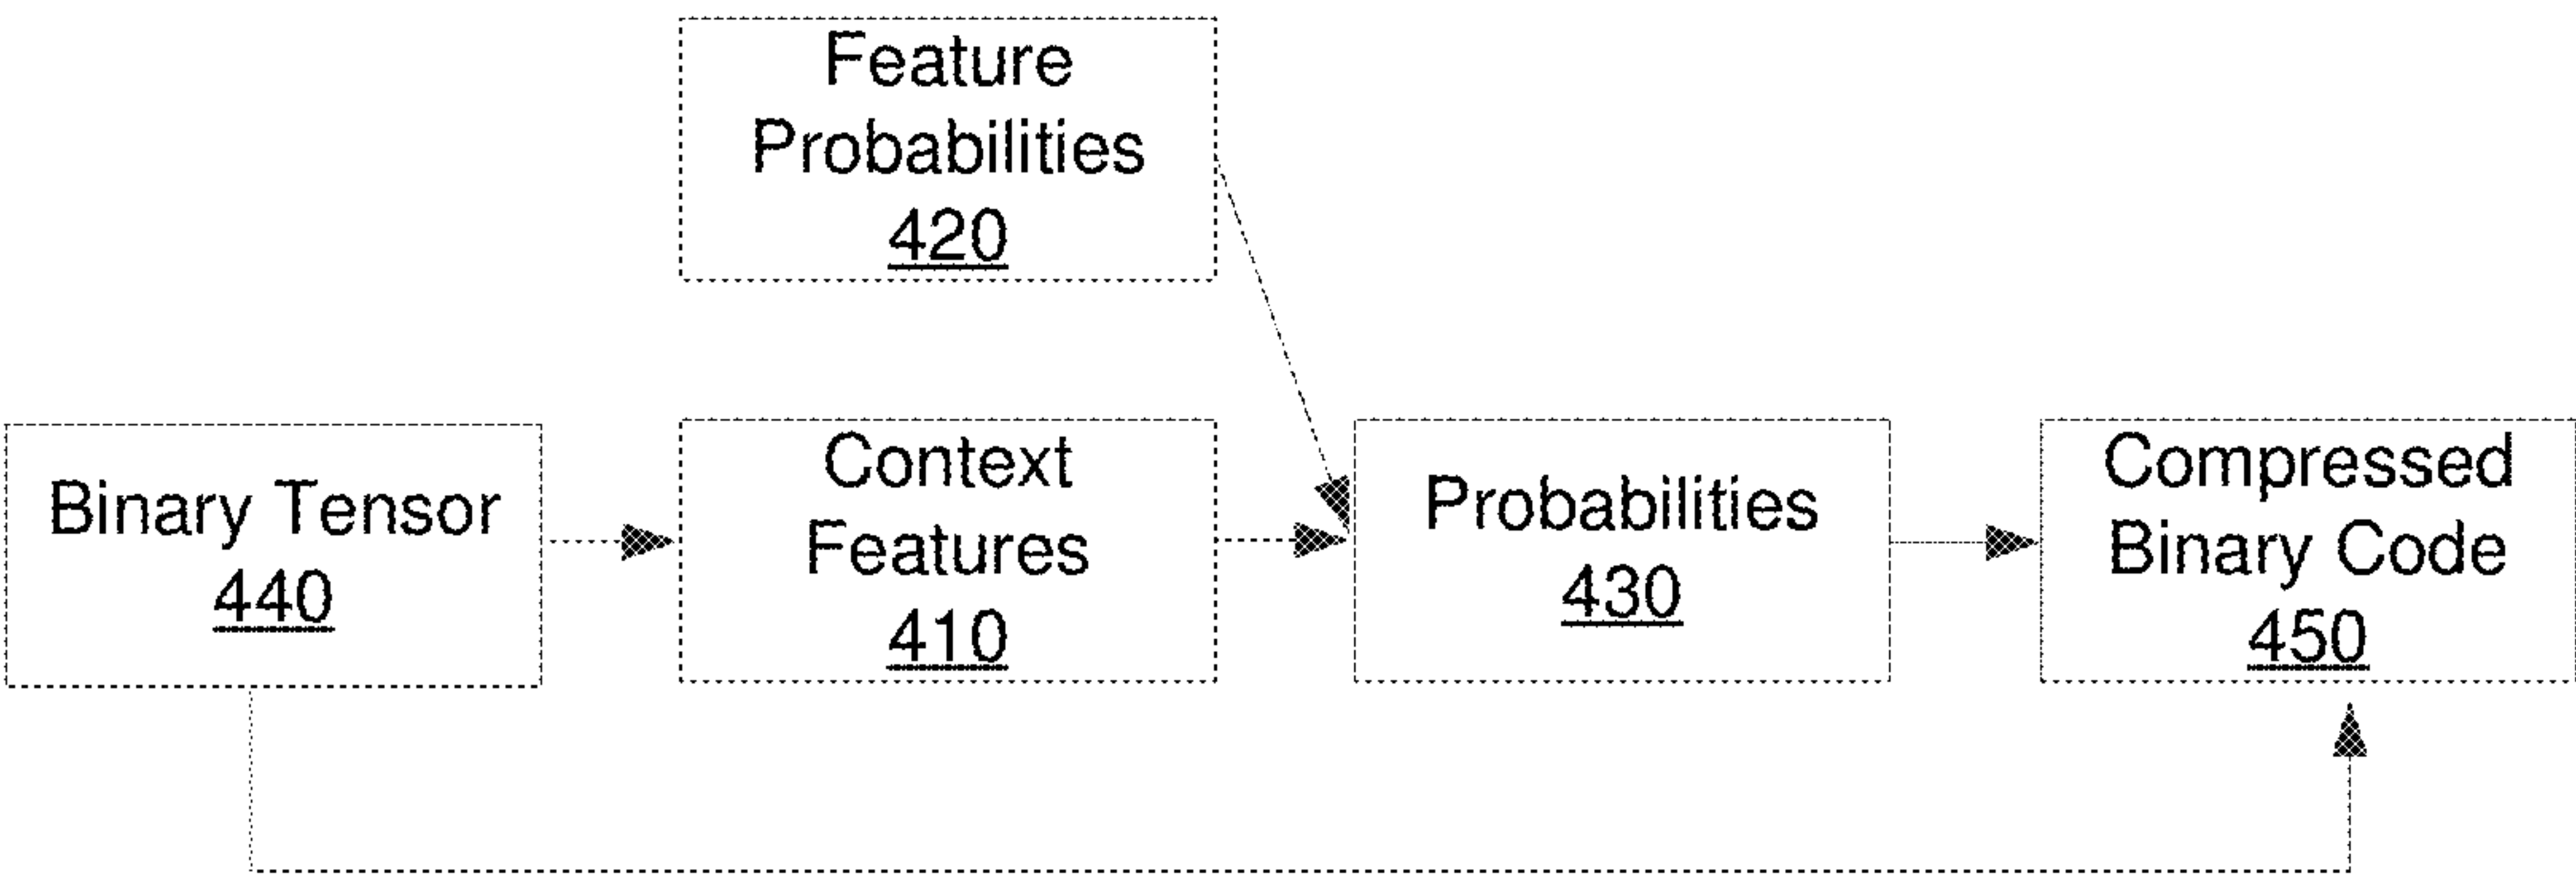 Feature
Probabilities
420
Binary Tensor
440
Context
Features
410
Probabilities
430
Compressed
Binary Code
450